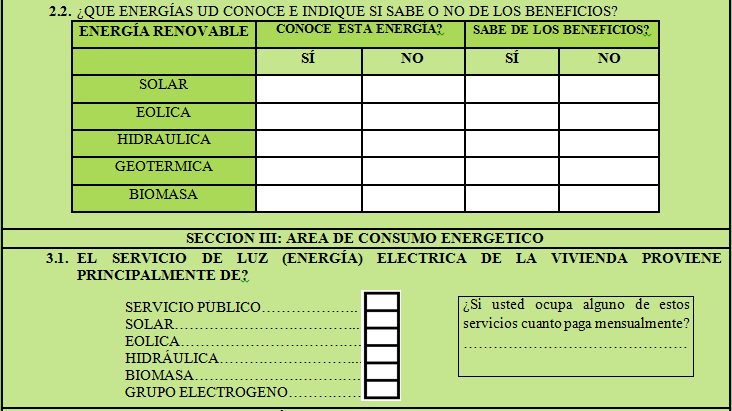 2.2. ¿QUE ENERGÍAS UD CONOCE E INDIQUE SI SABE O NO DE LOS BENEFICIOS?
ENERGÍA RENOVABLE CONOCE ESTA ENERGÍA? SABE DE LOS BENEFICIOS?
SÍ NO SÍ NO
SOLAR
EOLICA
HIDRAULICA
GEOTERMICA
BIOMASA
SECCION III: AREA DE CONSUMO ENERGETICO
3.1. EL SERVICIO DE LUZ (ENERGÍA) ELECTRICA DE LA VIVIENDA PROVIENE
PRINCIPALMENTE DE?
SERVICIO PÚBLICO…………………
SOLAR…………………………………
EOLICA…………………………………
HIDRÁULICA…………………………
BIOMASA………………………………
GRUPO ELECTROGENO……………
¿Si usted ocupa alguno de estos
servicios cuanto paga mensualmente?
……………………………………